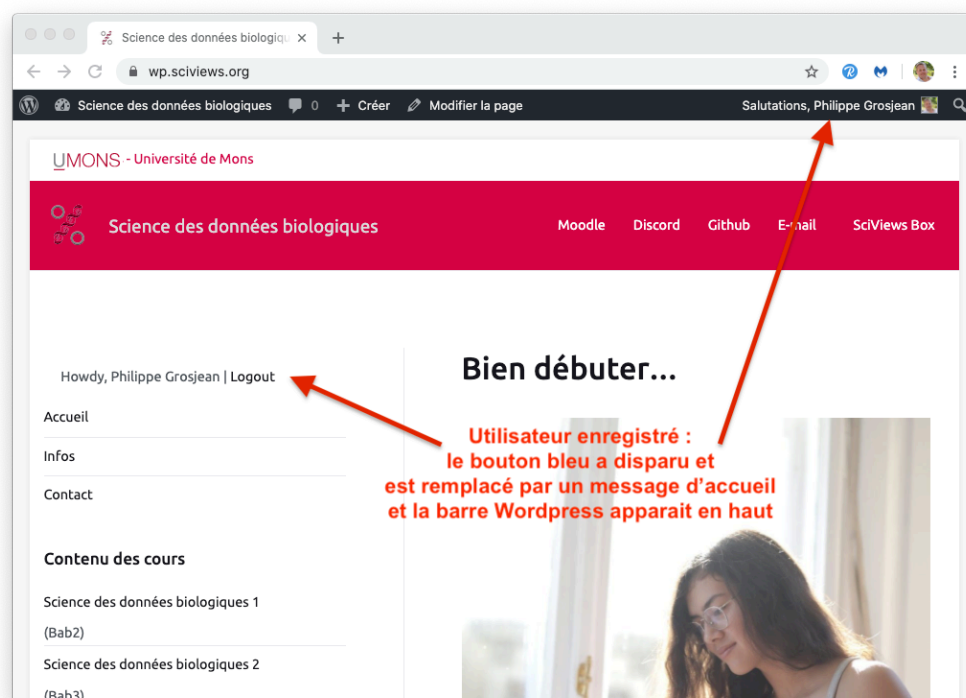 Science des données biologiqu
wp.sciviews.org
Science des données biologiques 0 Créer Modifier la page Salutations, Philippe Grosjean
UMONS - Université de Mons
Science des données biologiques Moodle Discord Github E-mail SciViews Box
Howdy, Philippe Grosjean | Logout
Bien débuter...
Accueil
Infos
Contact
Utilisateur enregistré :
le bouton bleu a disparu et
est remplacé par un message d'accueil
et la barre Wordpress apparait en haut
Contenu des cours
Science des données biologiques 1
(Bab2)
Science des données biologiques 2
(Bab3)